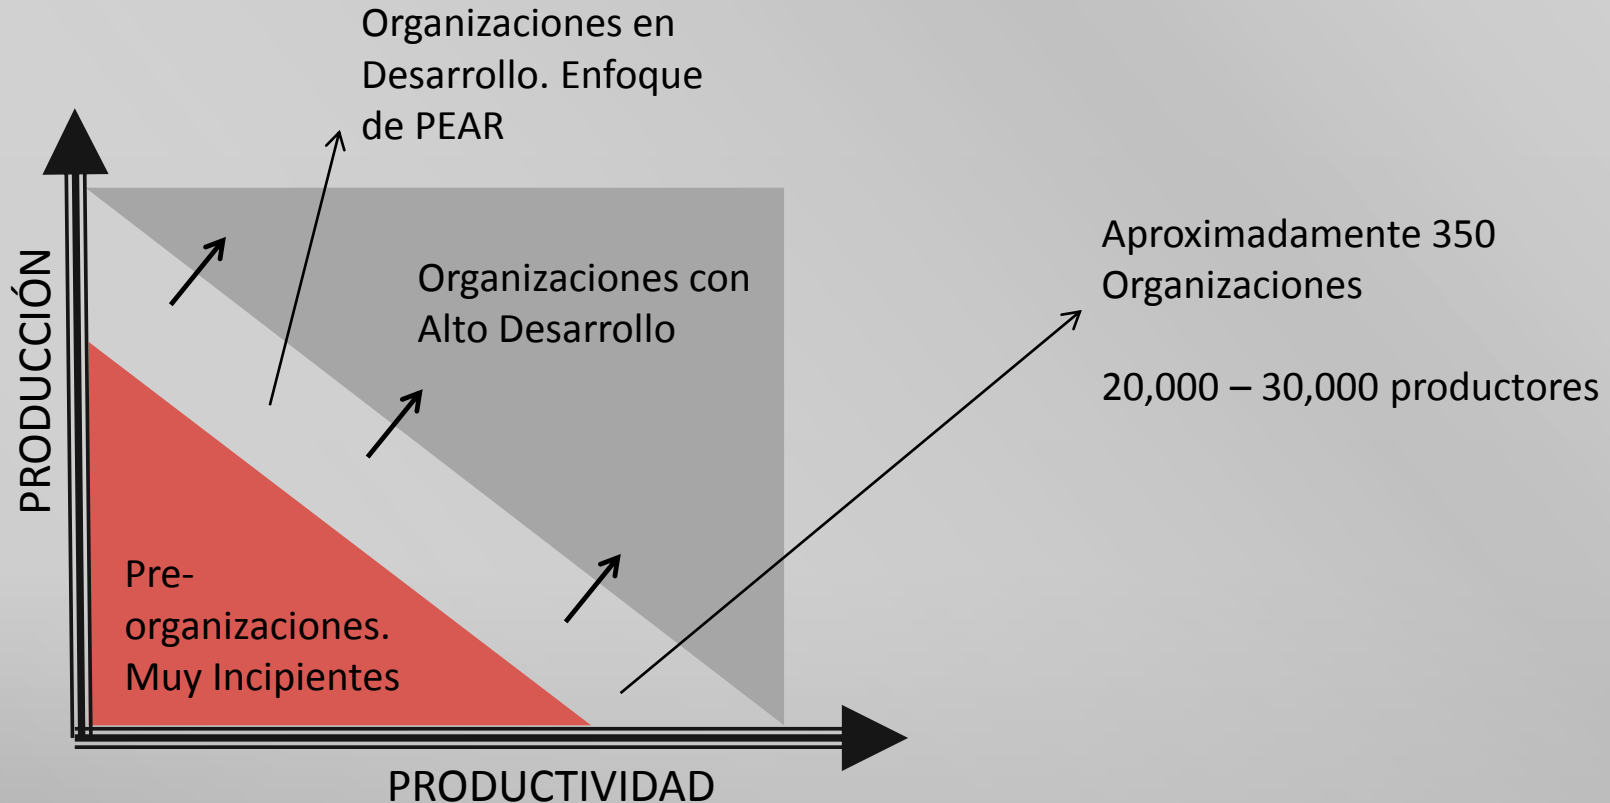 Organizaciones en
Desarrollo. Enfoque
de PEAR
PRODUCCIÓN
Organizaciones con
Alto Desarrollo
Aproximadamente 350
Organizaciones
20,000 – 30,000 productores
Pre-
organizaciones.
Muy Incipientes
PRODUCTIVIDAD